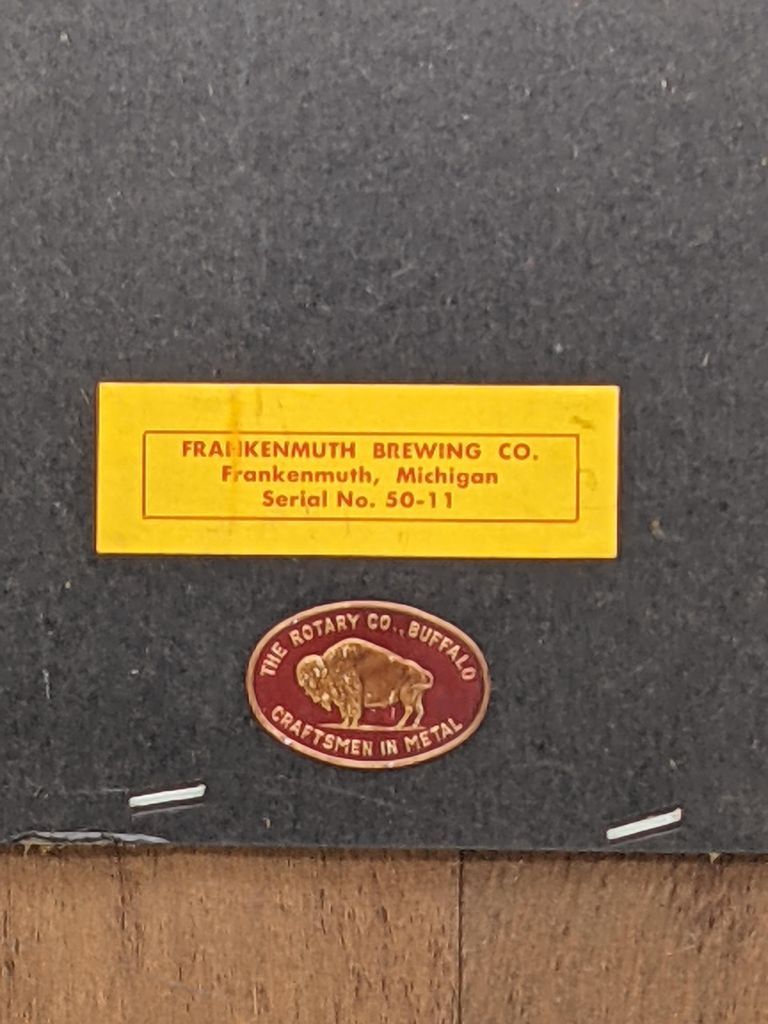 FRANKENMUTH BREWING CO.
Frankenmuth, Michigan
Serial No. 50-11
THE ROTARY CO., BUFFALO
CRAFTSMEN IN METAL